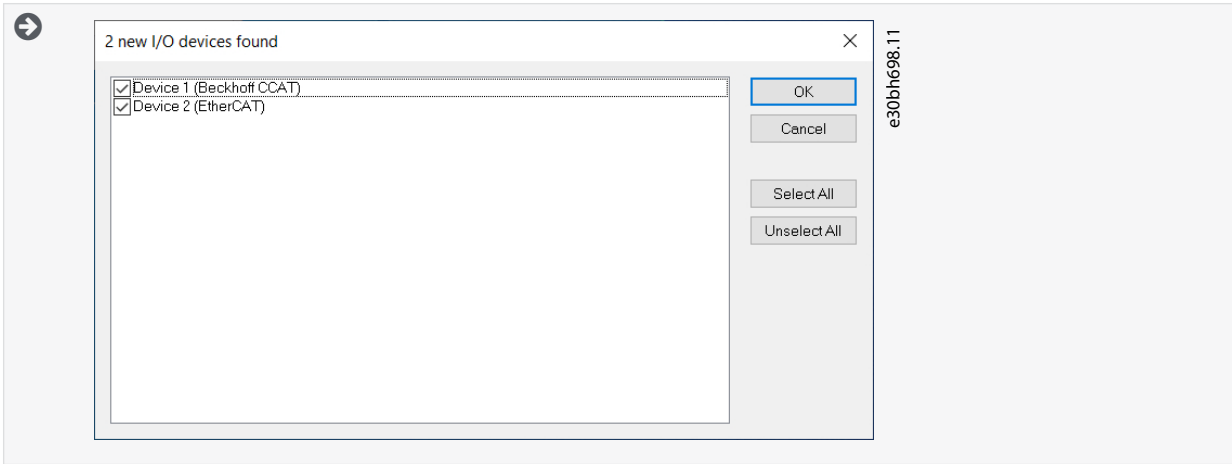 2 new I/O devices found
Device 1 (Beckhoff CCAT)
Device 2 (EtherCAT)
OK
Cancel
Select All
Unselect All
e30bh698.11